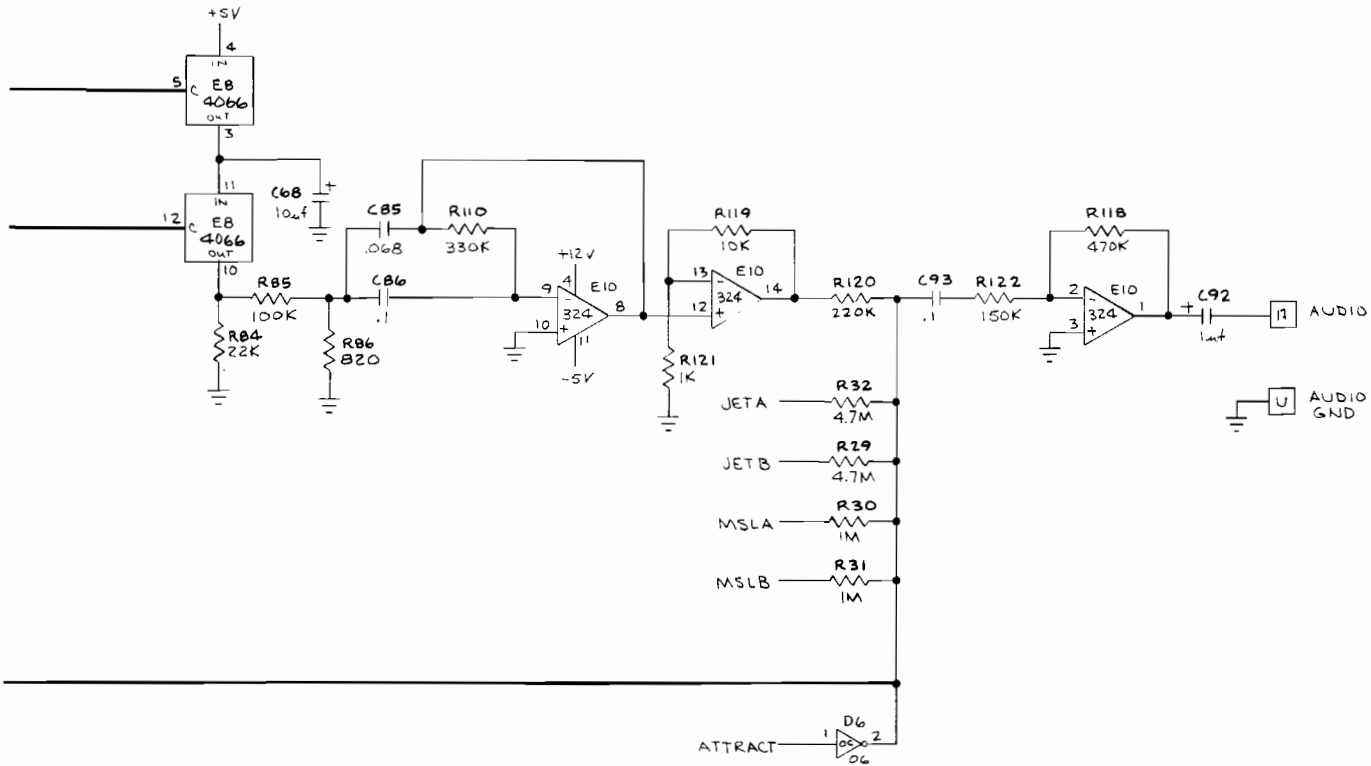 +5V
4
IN
5
C
E8
4066
OUT
3
11
IN
12
C
E8
4066
OUT
10
C68
+
10uf
R85
100K
R84
22K
R86
820
C85
.068
R110
330K
C86
.1
+12V
4
E10
9
-
324
8
10
+
11
-5V
R119
10K
13
-
E10
324
14
12
+
R121
1K
R120
220K
C93
.1
R122
150K
R118
470K
2
-
E10
324
1
3
+
+
C92
1uf
AUDIO
U
AUDIO
GND
JETA
R32
4.7M
JETB
R29
4.7M
MSLA
R30
1M
MSLB
R31
1M
ATTRACT
1
D6
OC
2
06